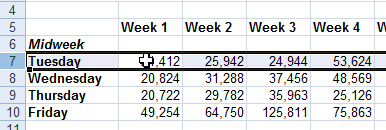 4
5 Week 1 Week 2 Week 3 Week 4
6 Midweek
7 Tuesday ,412 25,942 24,944 53,624
8 Wednesday 20,824 31,288 37,456 48,569
9 Thursday 20,722 29,782 35,963 25,126
10 Friday 49,254 64,750 125,811 75,863